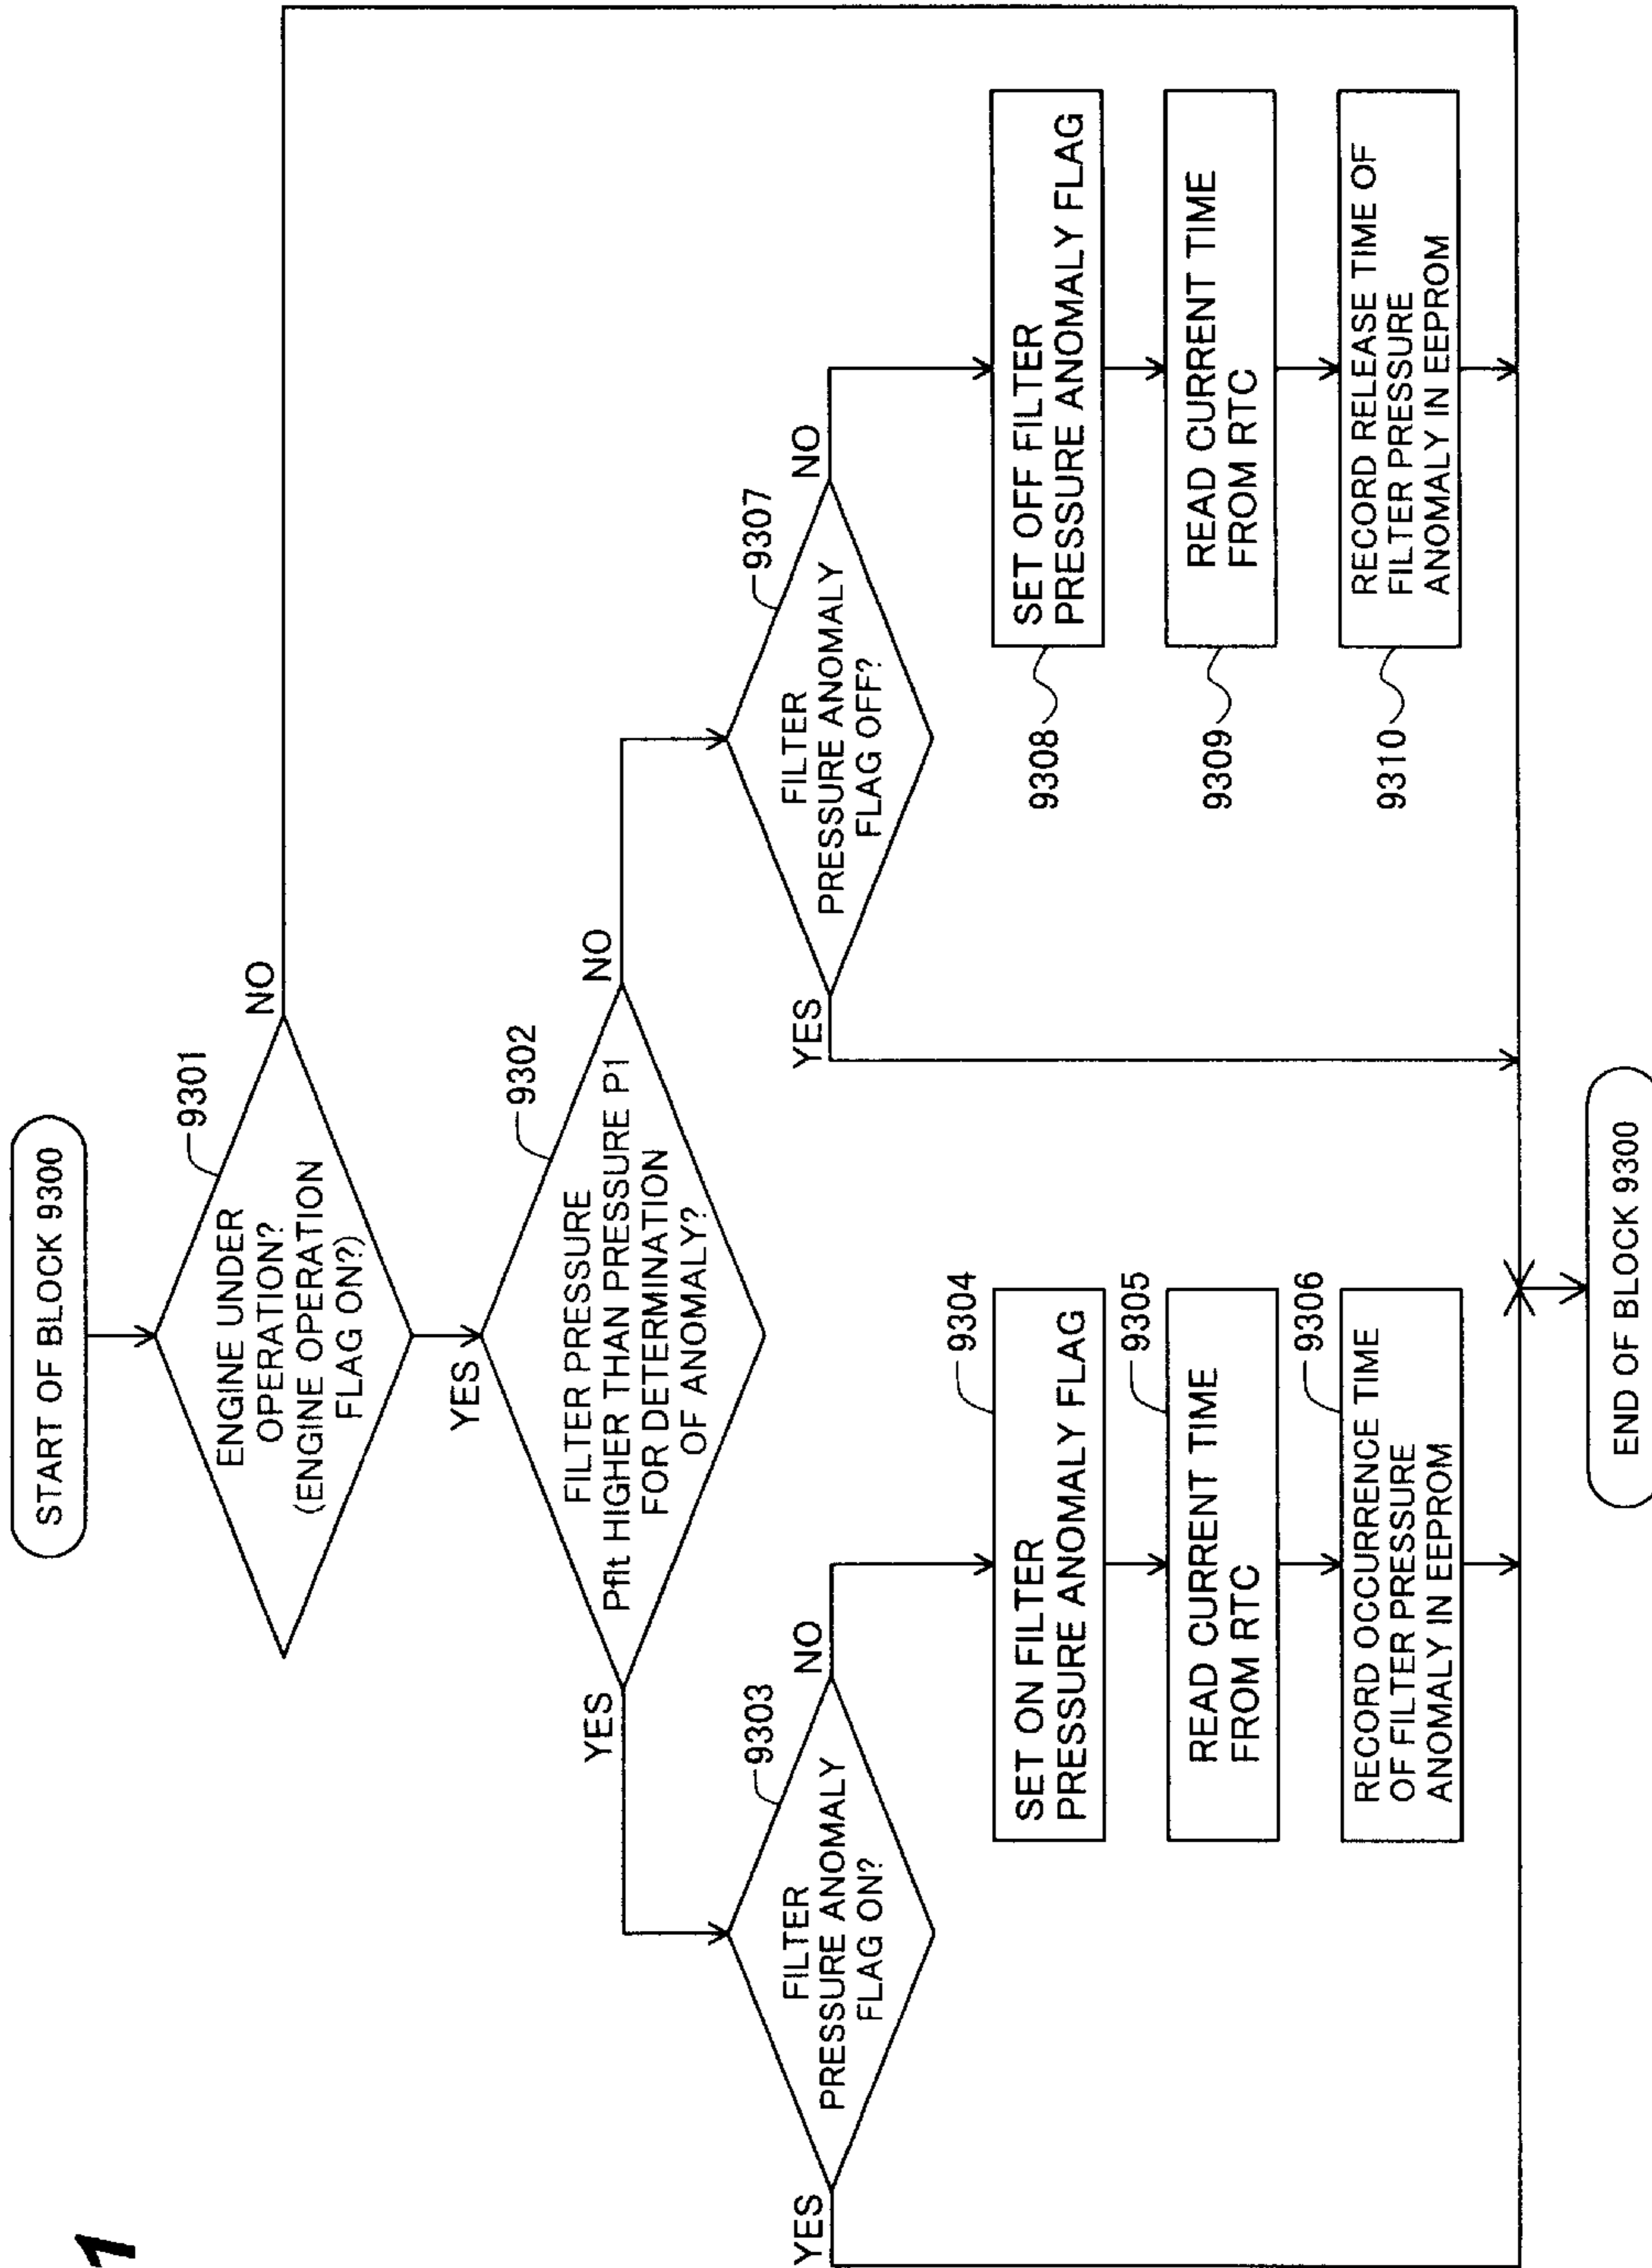 START OF BLOCK 9300
9301
ENGINE UNDER
OPERATION?
(ENGINE OPERATION
FLAG ON?)
NO
YES
9302
FILTER PRESSURE
Pflt HIGHER THAN PRESSURE P1
FOR DETERMINATION
OF ANOMALY?
YES
NO
9303
FILTER
PRESSURE ANOMALY
FLAG ON?
YES
NO
9304
SET ON FILTER
PRESSURE ANOMALY FLAG
9305
READ CURRENT TIME
FROM RTC
9306
RECORD OCCURRENCE TIME
OF FILTER PRESSURE
ANOMALY IN EEPROM
9307
FILTER
PRESSURE ANOMALY
FLAG OFF?
YES
NO
9308
SET OFF FILTER
PRESSURE ANOMALY FLAG
9309
READ CURRENT TIME
FROM RTC
9310
RECORD RELEASE TIME OF
FILTER PRESSURE
ANOMALY IN EEPROM
END OF BLOCK 9300